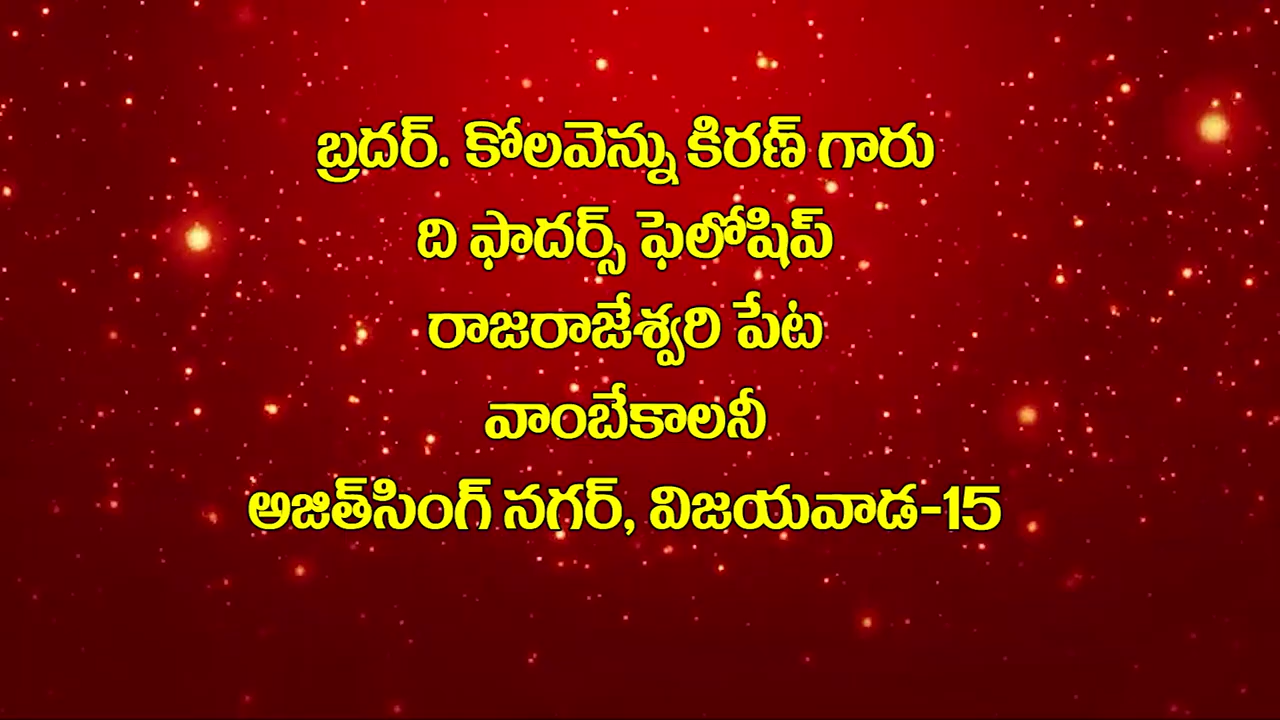 బ్రదర్. కోలవెన్ను కిరణ్ గారు
ది ఫాదర్స్ ఫెలోషిప్
రాజరాజేశ్వరి పేట
వాంబేకాలనీ
అజిత్‌సింగ్ నగర్, విజయవాడ-15